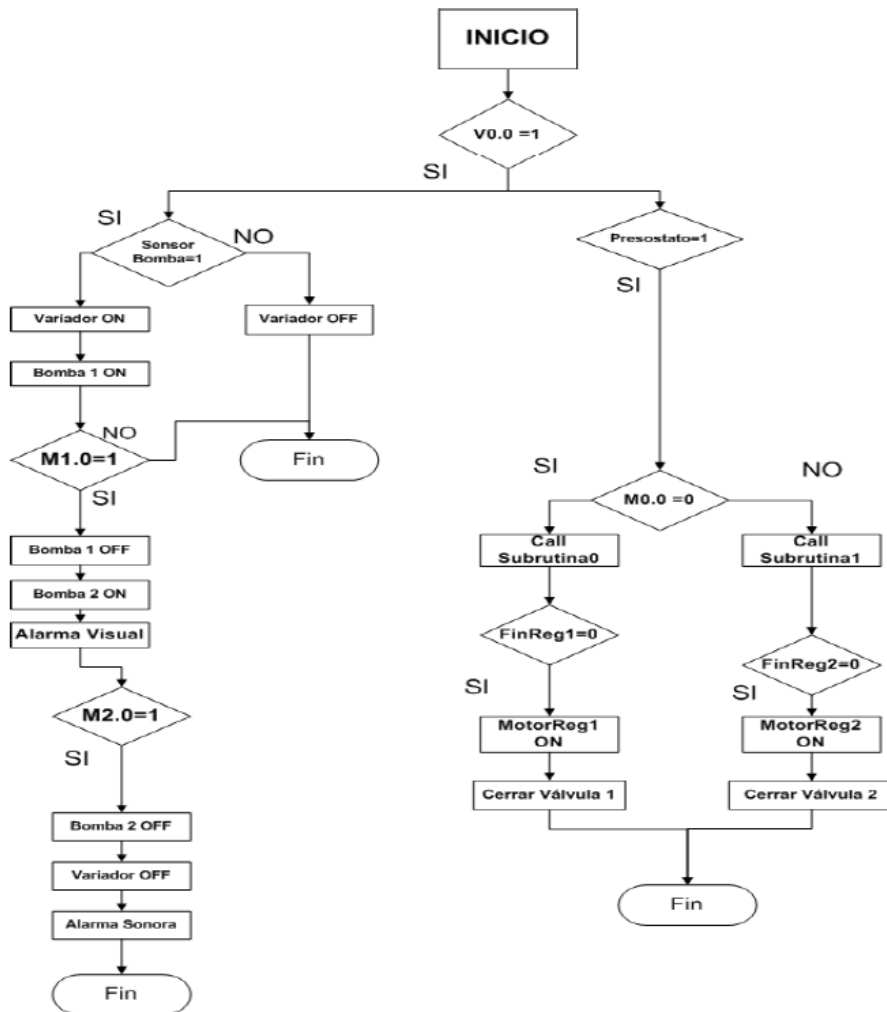 INICIO
V0.0 =1
SI
SI
Sensor
Bomba=1
NO
Presostato=1
SI
Variador ON
Variador OFF
Bomba 1 ON
NO
M1.0=1
Fin
SI
SI
M0.0 =0
NO
Bomba 1 OFF
Call
Subrutina0
Call
Subrutina1
Bomba 2 ON
Alarma Visual
FinReg1=0
FinReg2=0
SI
SI
M2.0=1
MotorReg1
ON
MotorReg2
ON
SI
Cerrar Válvula 1
Cerrar Válvula 2
Bomba 2 OFF
Variador OFF
Alarma Sonora
Fin
Fin